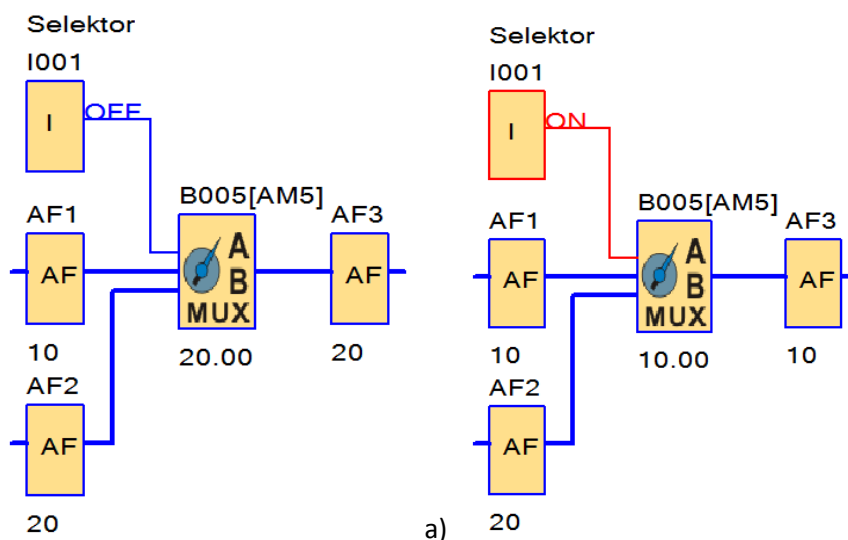 Selektor
I001
I
OFF
B005[AM5]
AF1
AF
A
B
MUX
AF3
AF
10
20.00
20
AF2
AF
20
a)
Selektor
I001
I
ON
B005[AM5]
AF1
AF
A
B
MUX
AF3
AF
10
10.00
10
AF2
AF
20